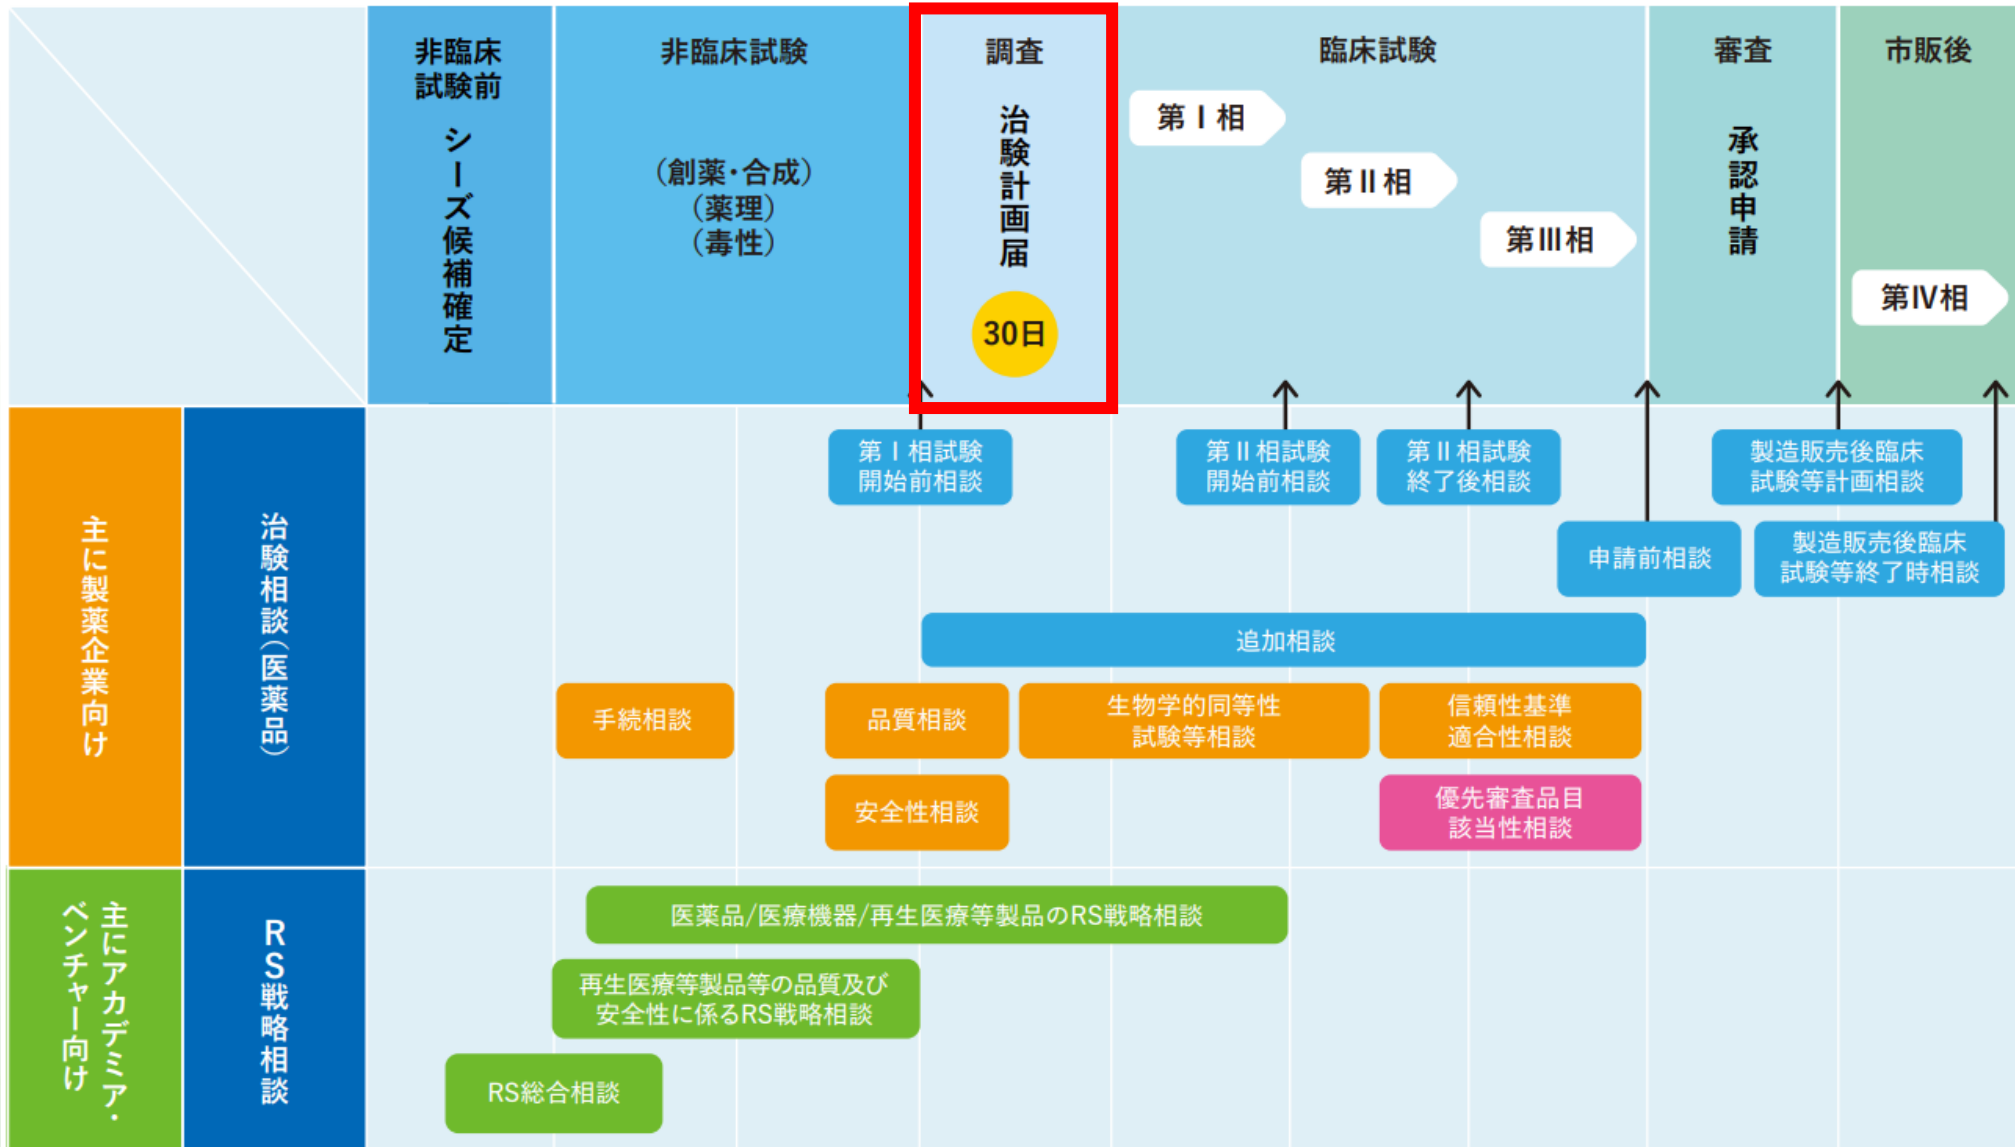 非臨床
試験前
シーズ候補確定
非臨床試験
(創薬・合成)
(薬理)
(毒性)
調査
治験計画届
30日
臨床試験
第Ⅰ相
第Ⅱ相
第Ⅲ相
審査
承認申請
市販後
第Ⅳ相
主に製薬企業向け
治験相談(医薬品)
第Ⅰ相試験
開始前相談
第Ⅱ相試験
開始前相談
第Ⅱ相試験
終了後相談
製造販売後臨床
試験等計画相談
申請前相談
製造販売後臨床
試験等終了時相談
追加相談
手続相談
品質相談
生物学的同等性
試験等相談
信頼性基準
適合性相談
安全性相談
優先審査品目
該当性相談
主にアカデミア・
ベンチャー向け
RS戦略相談
医薬品/医療機器/再生医療等製品のRS戦略相談
再生医療等製品等の品質及び
安全性に係るRS戦略相談
RS総合相談